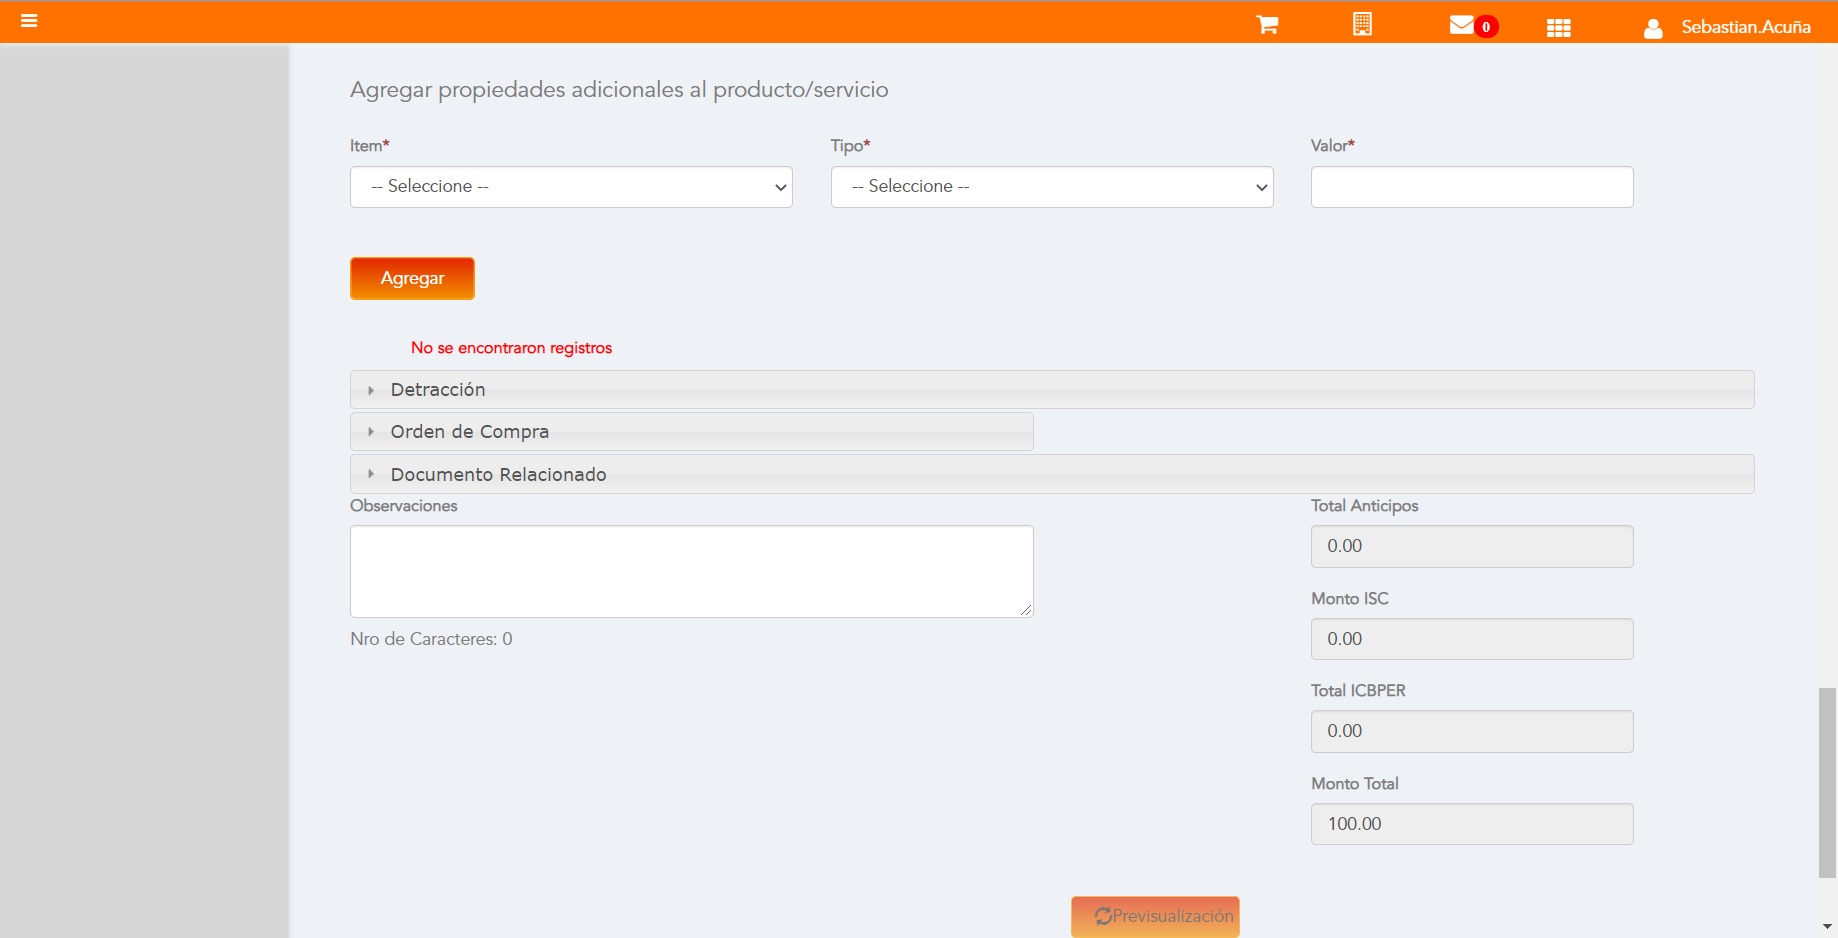 0
Sebastian.Acuña
Agregar propiedades adicionales al producto/servicio
Item* Tipo* Valor*
-- Seleccione -- -- Seleccione --
Agregar
No se encontraron registros
Detracción
Orden de Compra
Documento Relacionado
Observaciones
Nro de Caracteres: 0
Total Anticipos
0.00
Monto ISC
0.00
Total ICBPER
0.00
Monto Total
100.00
Previsualización